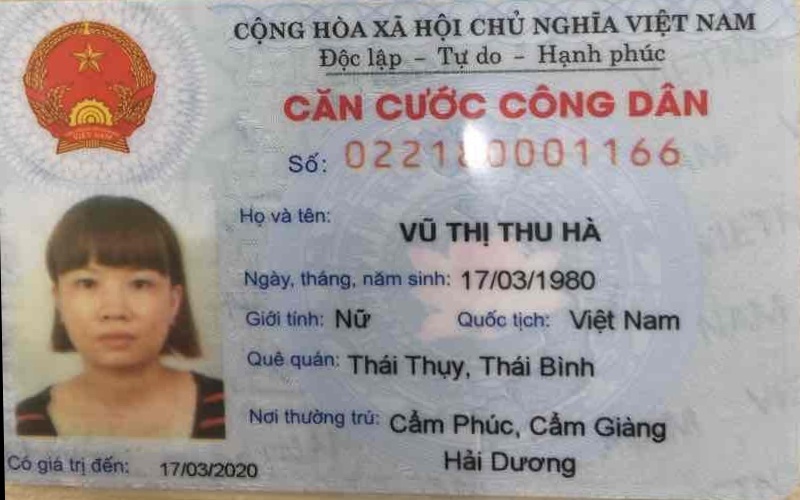 CỘNG HÒA XÃ HỘI CHỦ NGHĨA VIỆT NAM
Độc lập – Tự do – Hạnh phúc
CĂN CƯỚC CÔNG DÂN
Số: 022180001166
Họ và tên: VŨ THỊ THU HÀ
Ngày, tháng, năm sinh: 17/03/1980
Giới tính: Nữ Quốc tịch: Việt Nam
Quê quán: Thái Thụy, Thái Bình
Nơi thường trú: Cẩm Phúc, Cẩm Giàng
Hải Dương
Có giá trị đến: 17/03/2020
VIỆT NAM